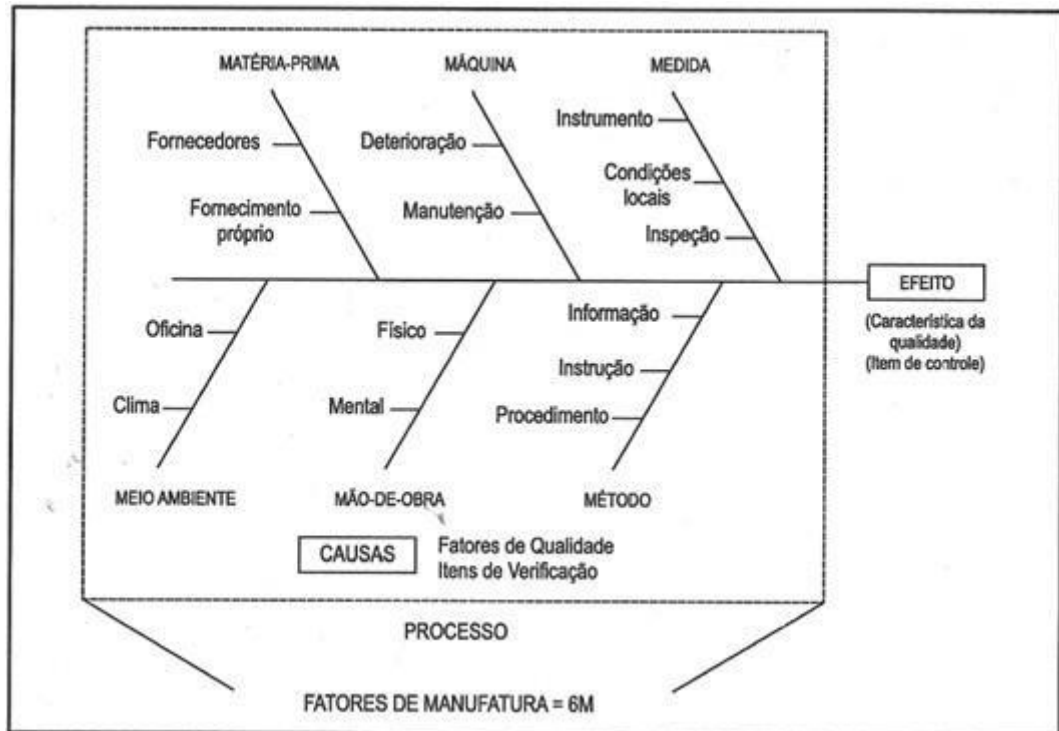 MATÉRIA-PRIMA
MÁQUINA
MEDIDA
Fornecedores
Fornecimento
próprio
Deterioração
Manutenção
Instrumento
Condições
locais
Inspeção
EFEITO
(Característica da
qualidade)
(Item de controle)
Oficina
Clima
Físico
Mental
Informação
Instrução
Procedimento
MEIO AMBIENTE
MÃO-DE-OBRA
MÉTODO
CAUSAS
Fatores de Qualidade
Itens de Verificação
PROCESSO
FATORES DE MANUFATURA = 6M